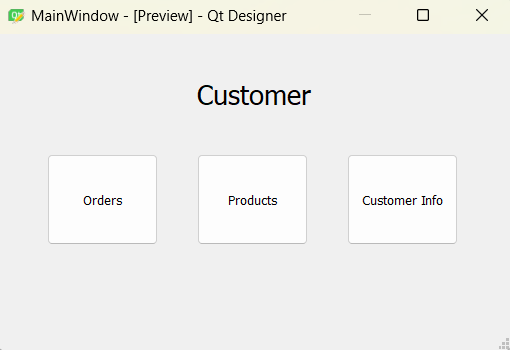 MainWindow - [Preview] - Qt Designer
Customer
Orders
Products
Customer Info